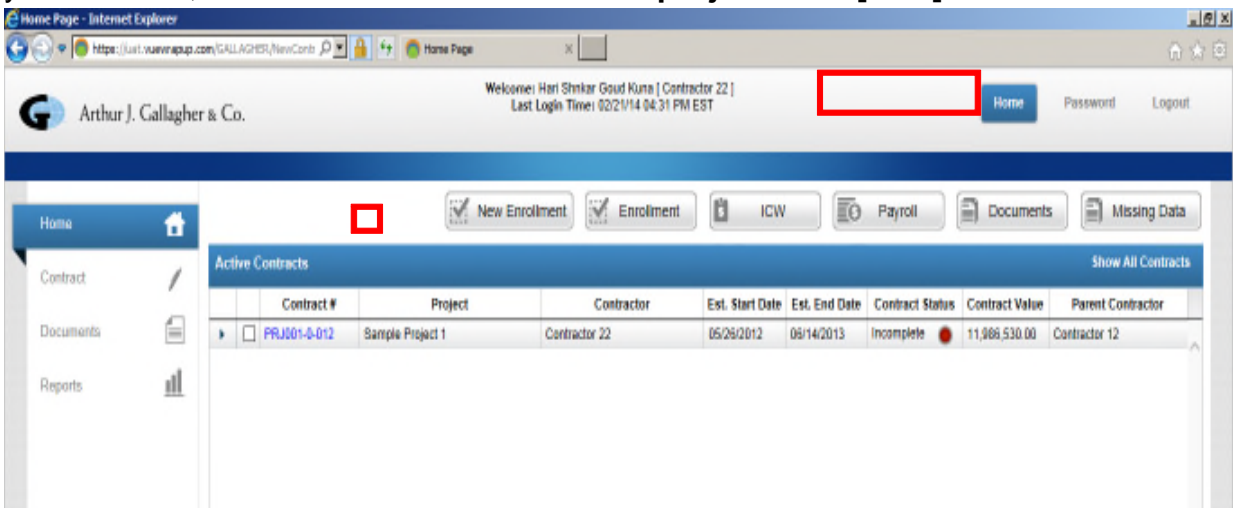 Home Page - Internet Explorer
Home Page
Welcome: Hari Shnkar Goud Kuna [ Contractor 22 ]
Last Login Time: 02/21/14 04:31 PM EST
Arthur J. Gallagher & Co.
Home Password Logout
New Enrollment Enrollment ICW Payroll Documents Missing Data
Home
Contract
Documents
Reports
Active Contracts Show All Contracts
Contract # Project Contractor Est. Start Date Est. End Date Contract Status Contract Value Parent Contractor
PRJ001-0-012 Sample Project 1 Contractor 22 05/26/2012 06/14/2013 Incomplete 11,986,530.00 Contractor 12